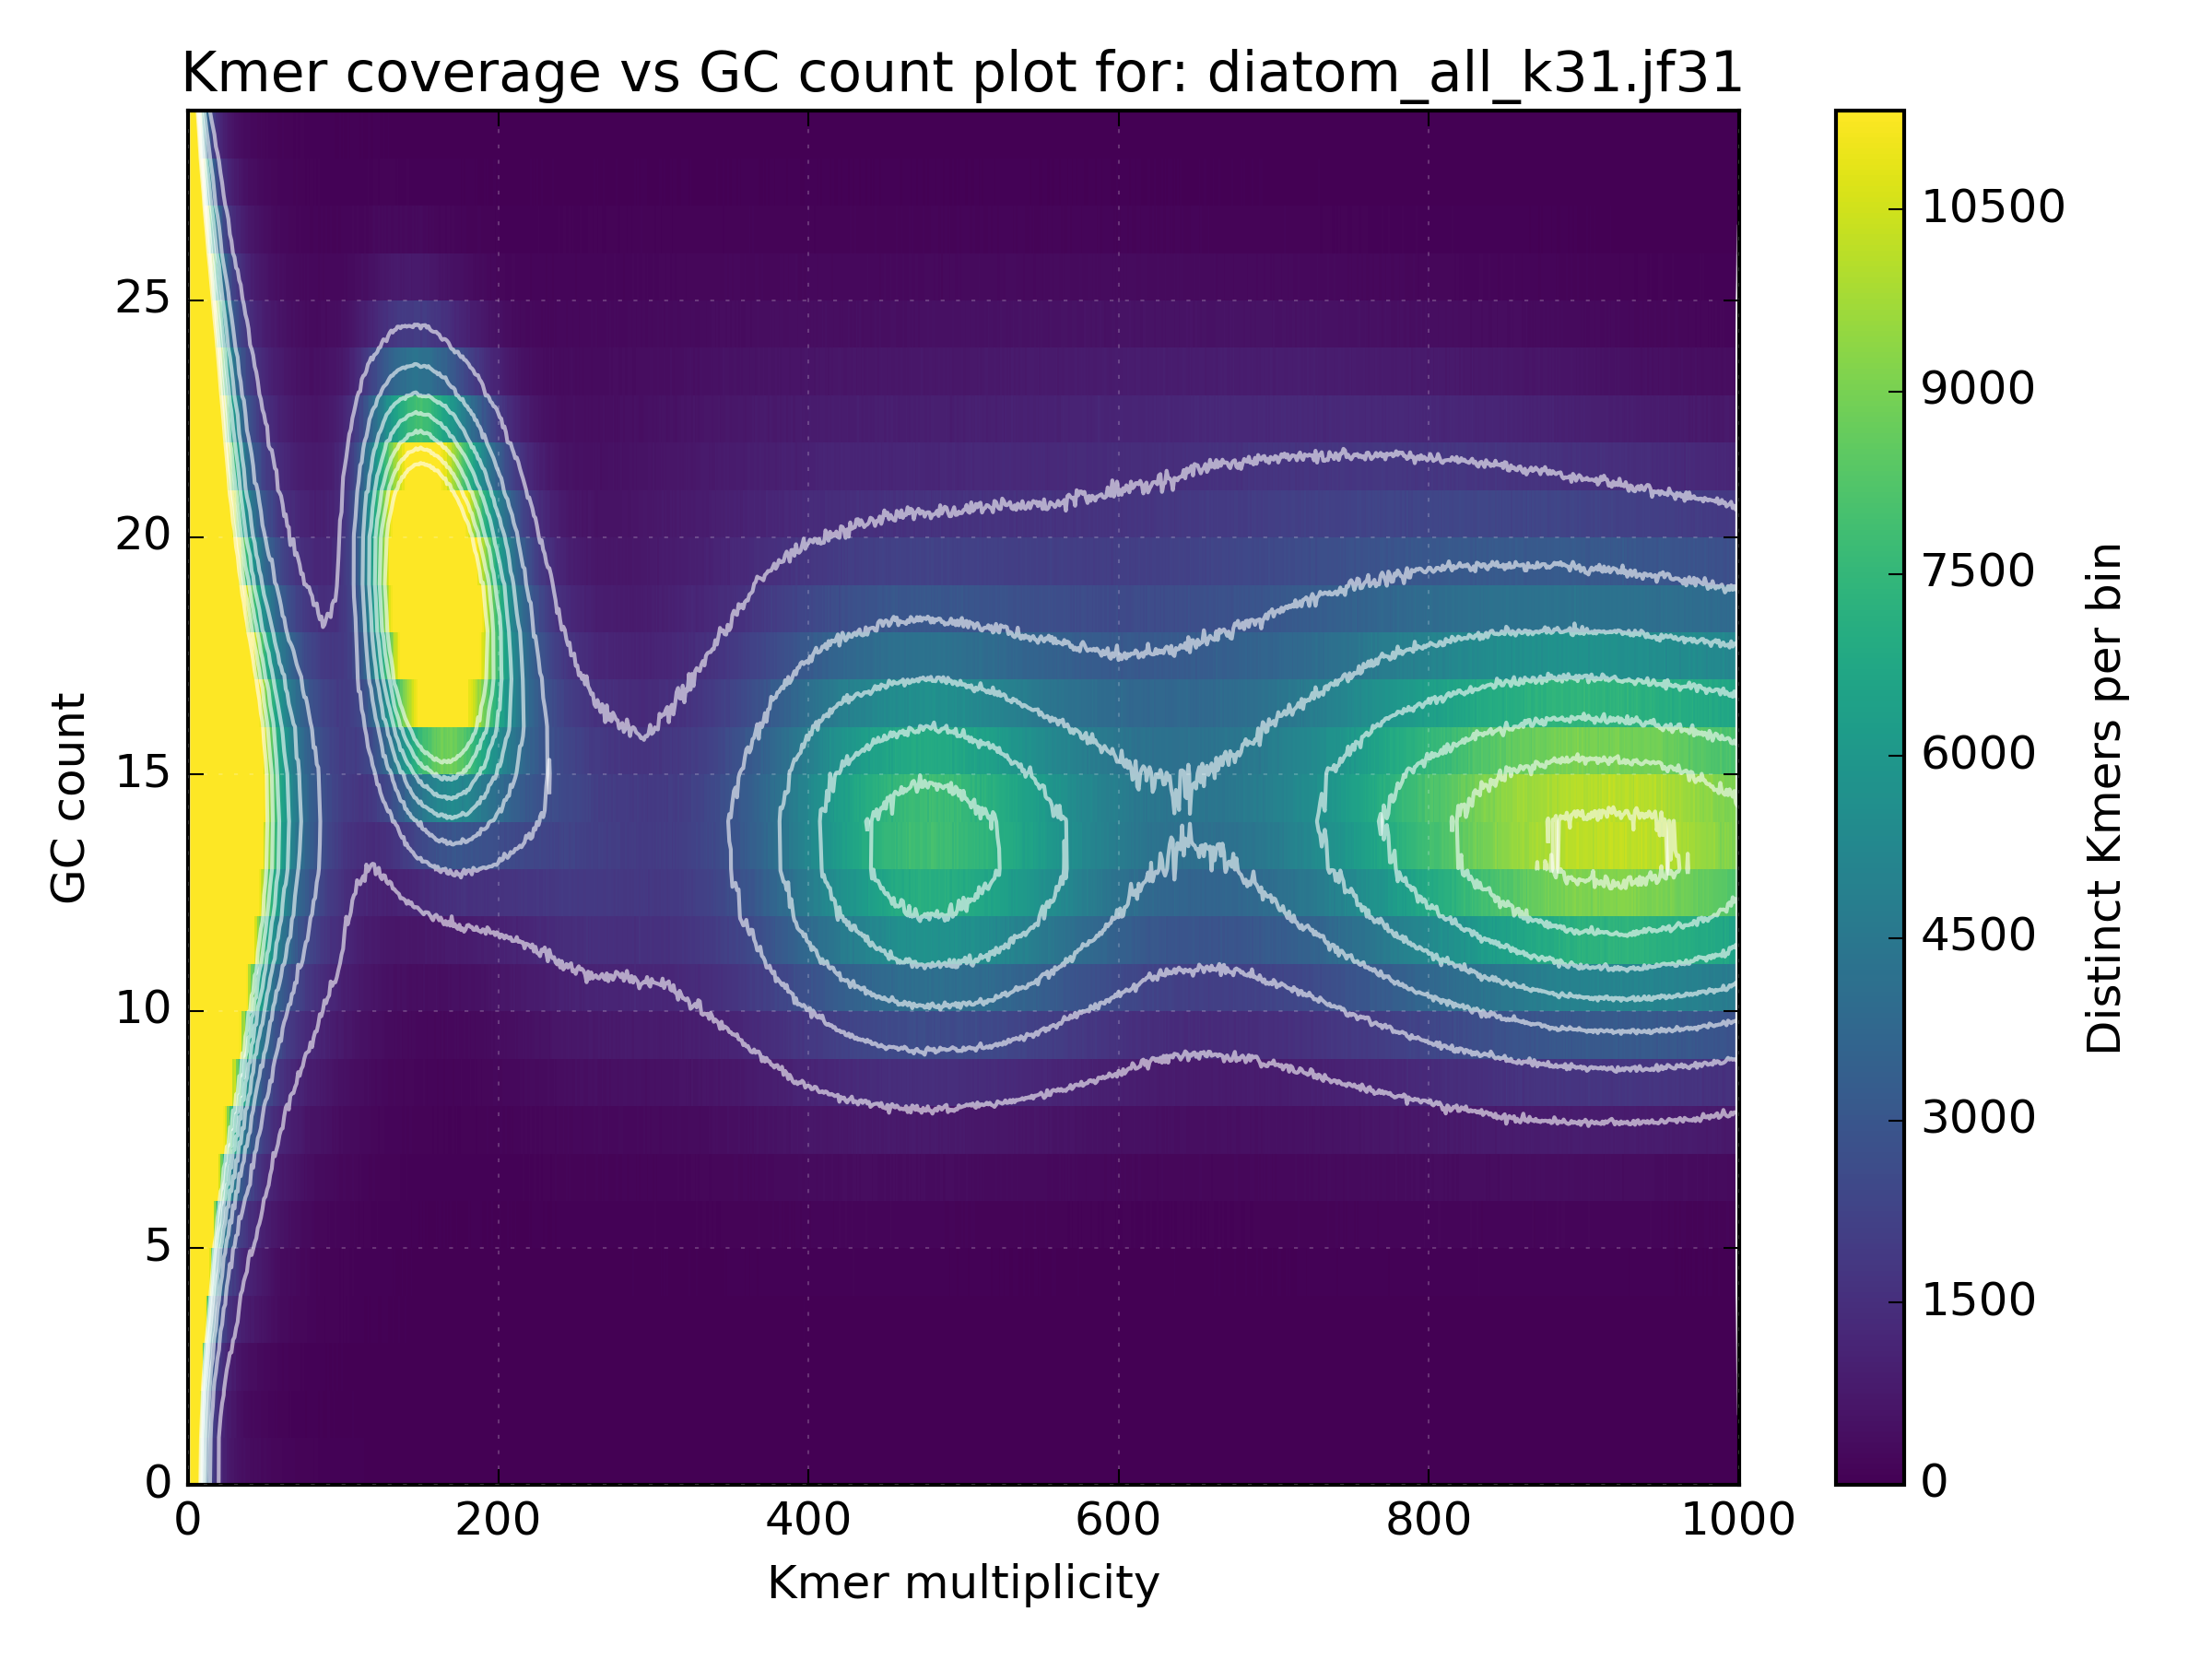 Kmer coverage vs GC count plot for: diatom_all_k31.jf31
GC count
25
20
15
10
5
0
0 200 400 600 800 1000
Kmer multiplicity
10500
9000
7500
6000
4500
3000
1500
0
Distinct Kmers per bin